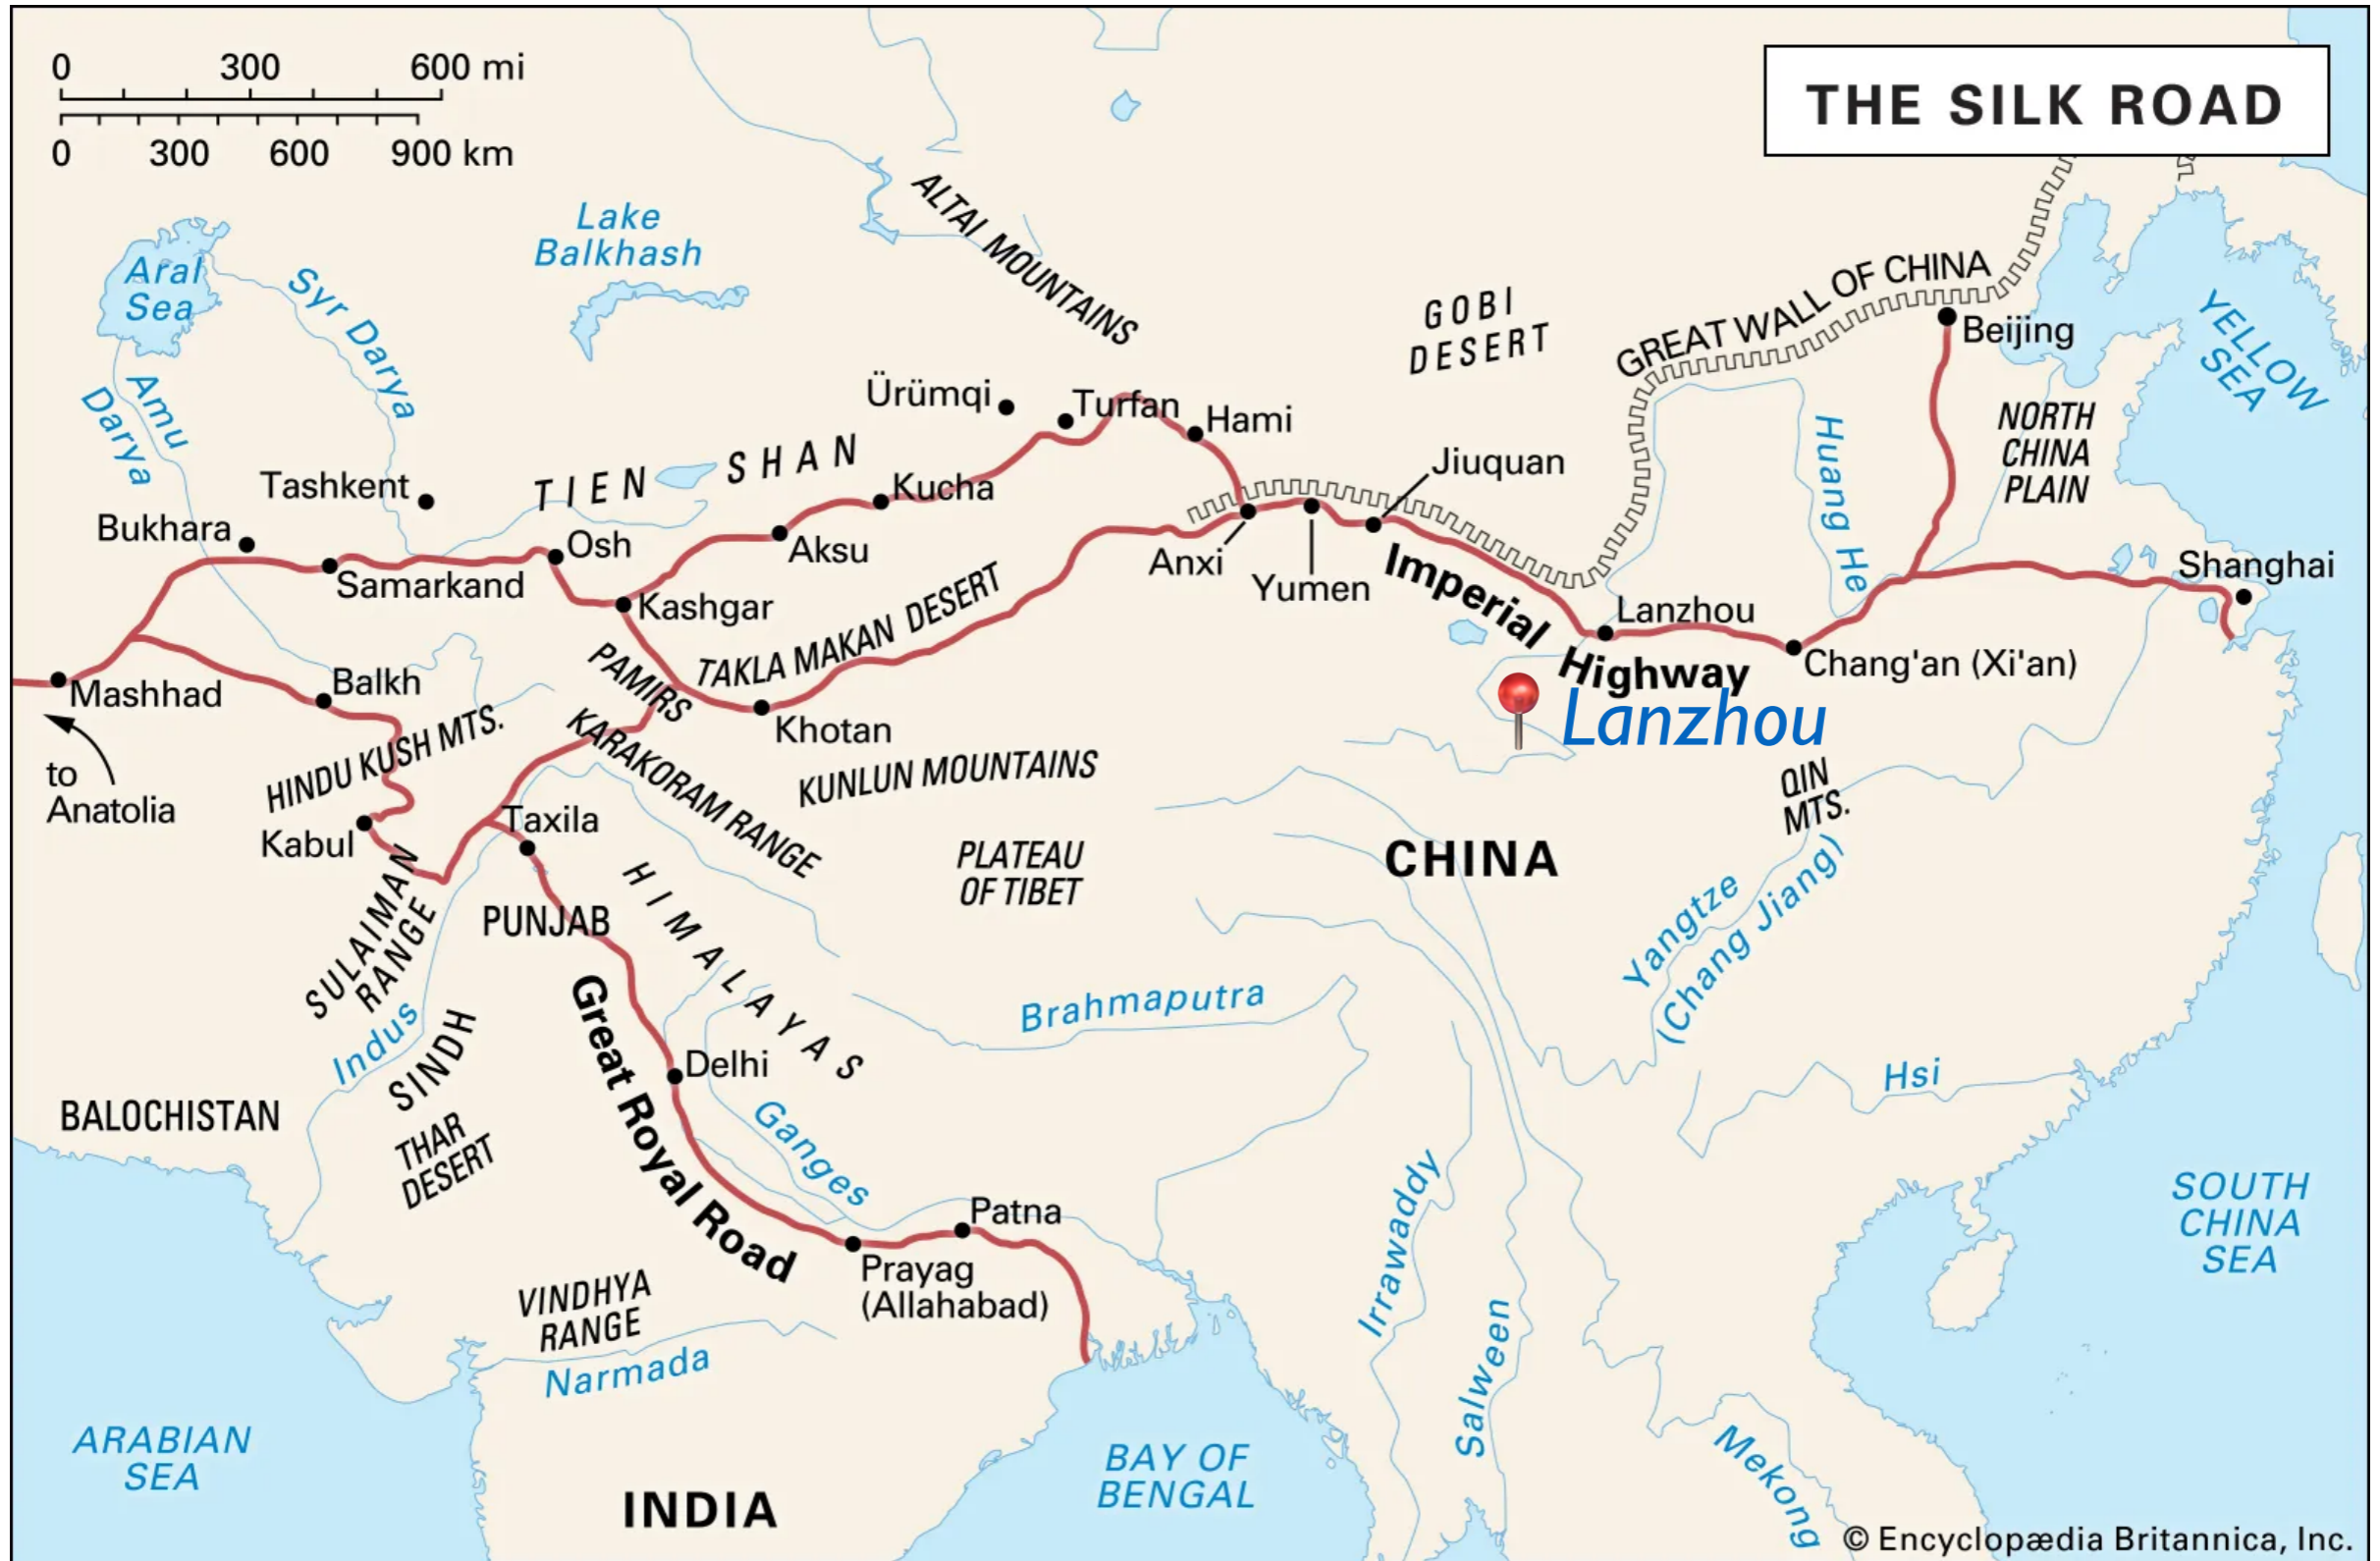 0 300 600 mi
0 300 600 900 km
THE SILK ROAD
Lake
Balkhash
Aral
Sea
Syr Darya
Amu
Darya
ALTAI MOUNTAINS
GOBI
DESERT
GREAT WALL OF CHINA
Beijing
YELLOW
SEA
NORTH
CHINA
PLAIN
Huang He
Ürümqi
Turfan
Hami
Jiuquan
TIEN SHAN
Kucha
Tashkent
Bukhara
Samarkand
Osh
Aksu
Anxi
Yumen
Imperial
Highway
Shanghai
Kashgar
Lanzhou
Chang'an (Xi'an)
TAKLA MAKAN DESERT
PAMIRS
Mashhad
Balkh
Khotan
Lanzhou
to
Anatolia
HINDU KUSH MTS.
KARAKORAM RANGE
KUNLUN MOUNTAINS
QIN
MTS.
Kabul
Taxila
PLATEAU
OF TIBET
CHINA
SULAIMAN
RANGE
PUNJAB
HIMALAYAS
Yangtze
(Chang Jiang)
Indus
SINDH
Great Royal Road
Brahmaputra
Delhi
Hsi
BALOCHISTAN
THAR
DESERT
Ganges
Patna
Prayag
(Allahabad)
Irrawaddy
SOUTH
CHINA
SEA
VINDHYA
RANGE
Narmada
Salween
Mekong
ARABIAN
SEA
BAY OF
BENGAL
INDIA
© Encyclopædia Britannica, Inc.